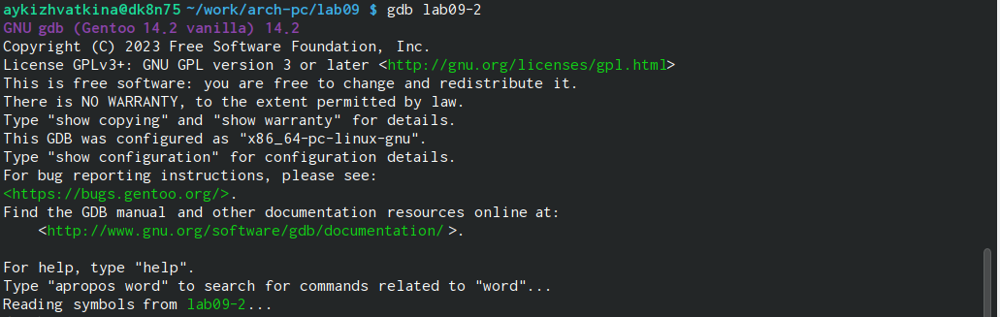 aykizhvatkina@dk8n75 ~/work/arch-pc/lab09 $ gdb lab09-2
GNU gdb (Gentoo 14.2 vanilla) 14.2
Copyright (C) 2023 Free Software Foundation, Inc.
License GPLv3+: GNU GPL version 3 or later <http://gnu.org/licenses/gpl.html>
This is free software: you are free to change and redistribute it.
There is NO WARRANTY, to the extent permitted by law.
Type "show copying" and "show warranty" for details.
This GDB was configured as "x86_64-pc-linux-gnu".
Type "show configuration" for configuration details.
For bug reporting instructions, please see:
<https://bugs.gentoo.org/>.
Find the GDB manual and other documentation resources online at:
    <http://www.gnu.org/software/gdb/documentation/>.

For help, type "help".
Type "apropos word" to search for commands related to "word"...
Reading symbols from lab09-2...